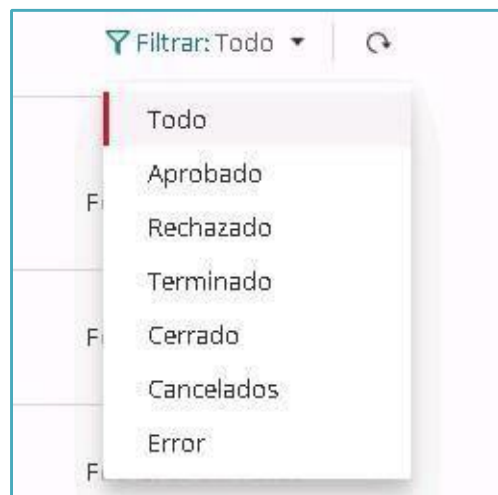 Filtrar: Todo
Todo
Aprobado
F
Rechazado
Terminado
F
Cerrado
Cancelados
Error
F